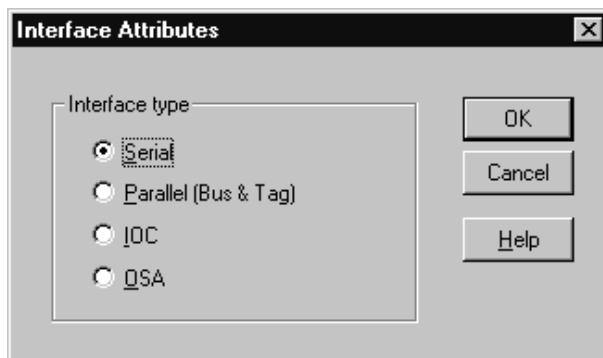 Interface Attributes
Interface type
Serial
Parallel (Bus & Tag)
IOC
OSA
OK
Cancel
Help